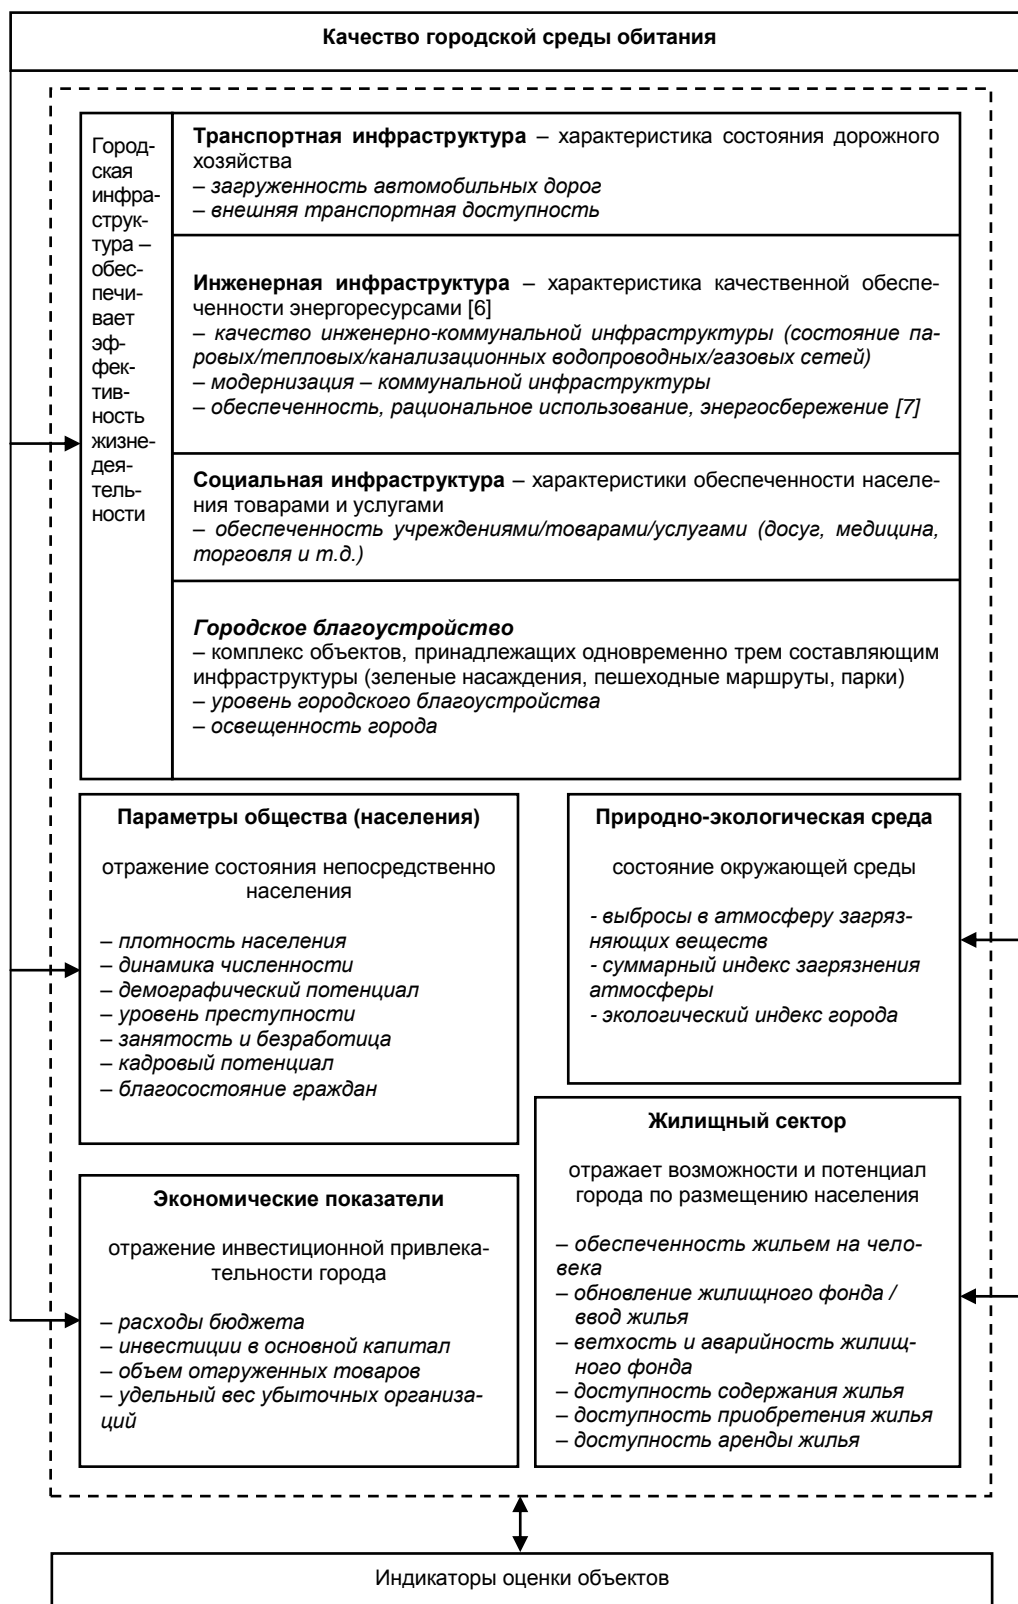 Качество городской среды обитания
Город-
ская
инфра-
струк-
тура –
обес-
печи-
вает
эф-
фек-
тив-
ность
жизне-
дея-
тель-
ности
Транспортная инфраструктура – характеристика состояния дорожного
хозяйства
– загруженность автомобильных дорог
– внешняя транспортная доступность
Инженерная инфраструктура – характеристика качественной обеспе-
ченности энергоресурсами [6]
– качество инженерно-коммунальной инфраструктуры (состояние па-
ровых/тепловых/канализационных водопроводных/газовых сетей)
– модернизация – коммунальной инфраструктуры
– обеспеченность, рациональное использование, энергосбережение [7]
Социальная инфраструктура – характеристики обеспеченности населе-
ния товарами и услугами
– обеспеченность учреждениями/товарами/услугами (досуг, медицина,
торговля и т.д.)
Городское благоустройство
– комплекс объектов, принадлежащих одновременно трем составляющим
инфраструктуры (зеленые насаждения, пешеходные маршруты, парки)
– уровень городского благоустройства
– освещенность города
Параметры общества (населения)
отражение состояния непосредственно
населения
– плотность населения
– динамика численности
– демографический потенциал
– уровень преступности
– занятость и безработица
– кадровый потенциал
– благосостояние граждан
Природно-экологическая среда
состояние окружающей среды
- выбросы в атмосферу загряз-
няющих веществ
- суммарный индекс загрязнения
атмосферы
- экологический индекс города
Экономические показатели
отражение инвестиционной привлека-
тельности города
– расходы бюджета
– инвестиции в основной капитал
– объем отгруженных товаров
– удельный вес убыточных организа-
ций
Жилищный сектор
отражает возможности и потенциал
города по размещению населения
– обеспеченность жильем на чело-
века
– обновление жилищного фонда /
ввод жилья
– ветхость и аварийность жилищ-
ного фонда
– доступность содержания жилья
– доступность приобретения жилья
– доступность аренды жилья
Индикаторы оценки объектов